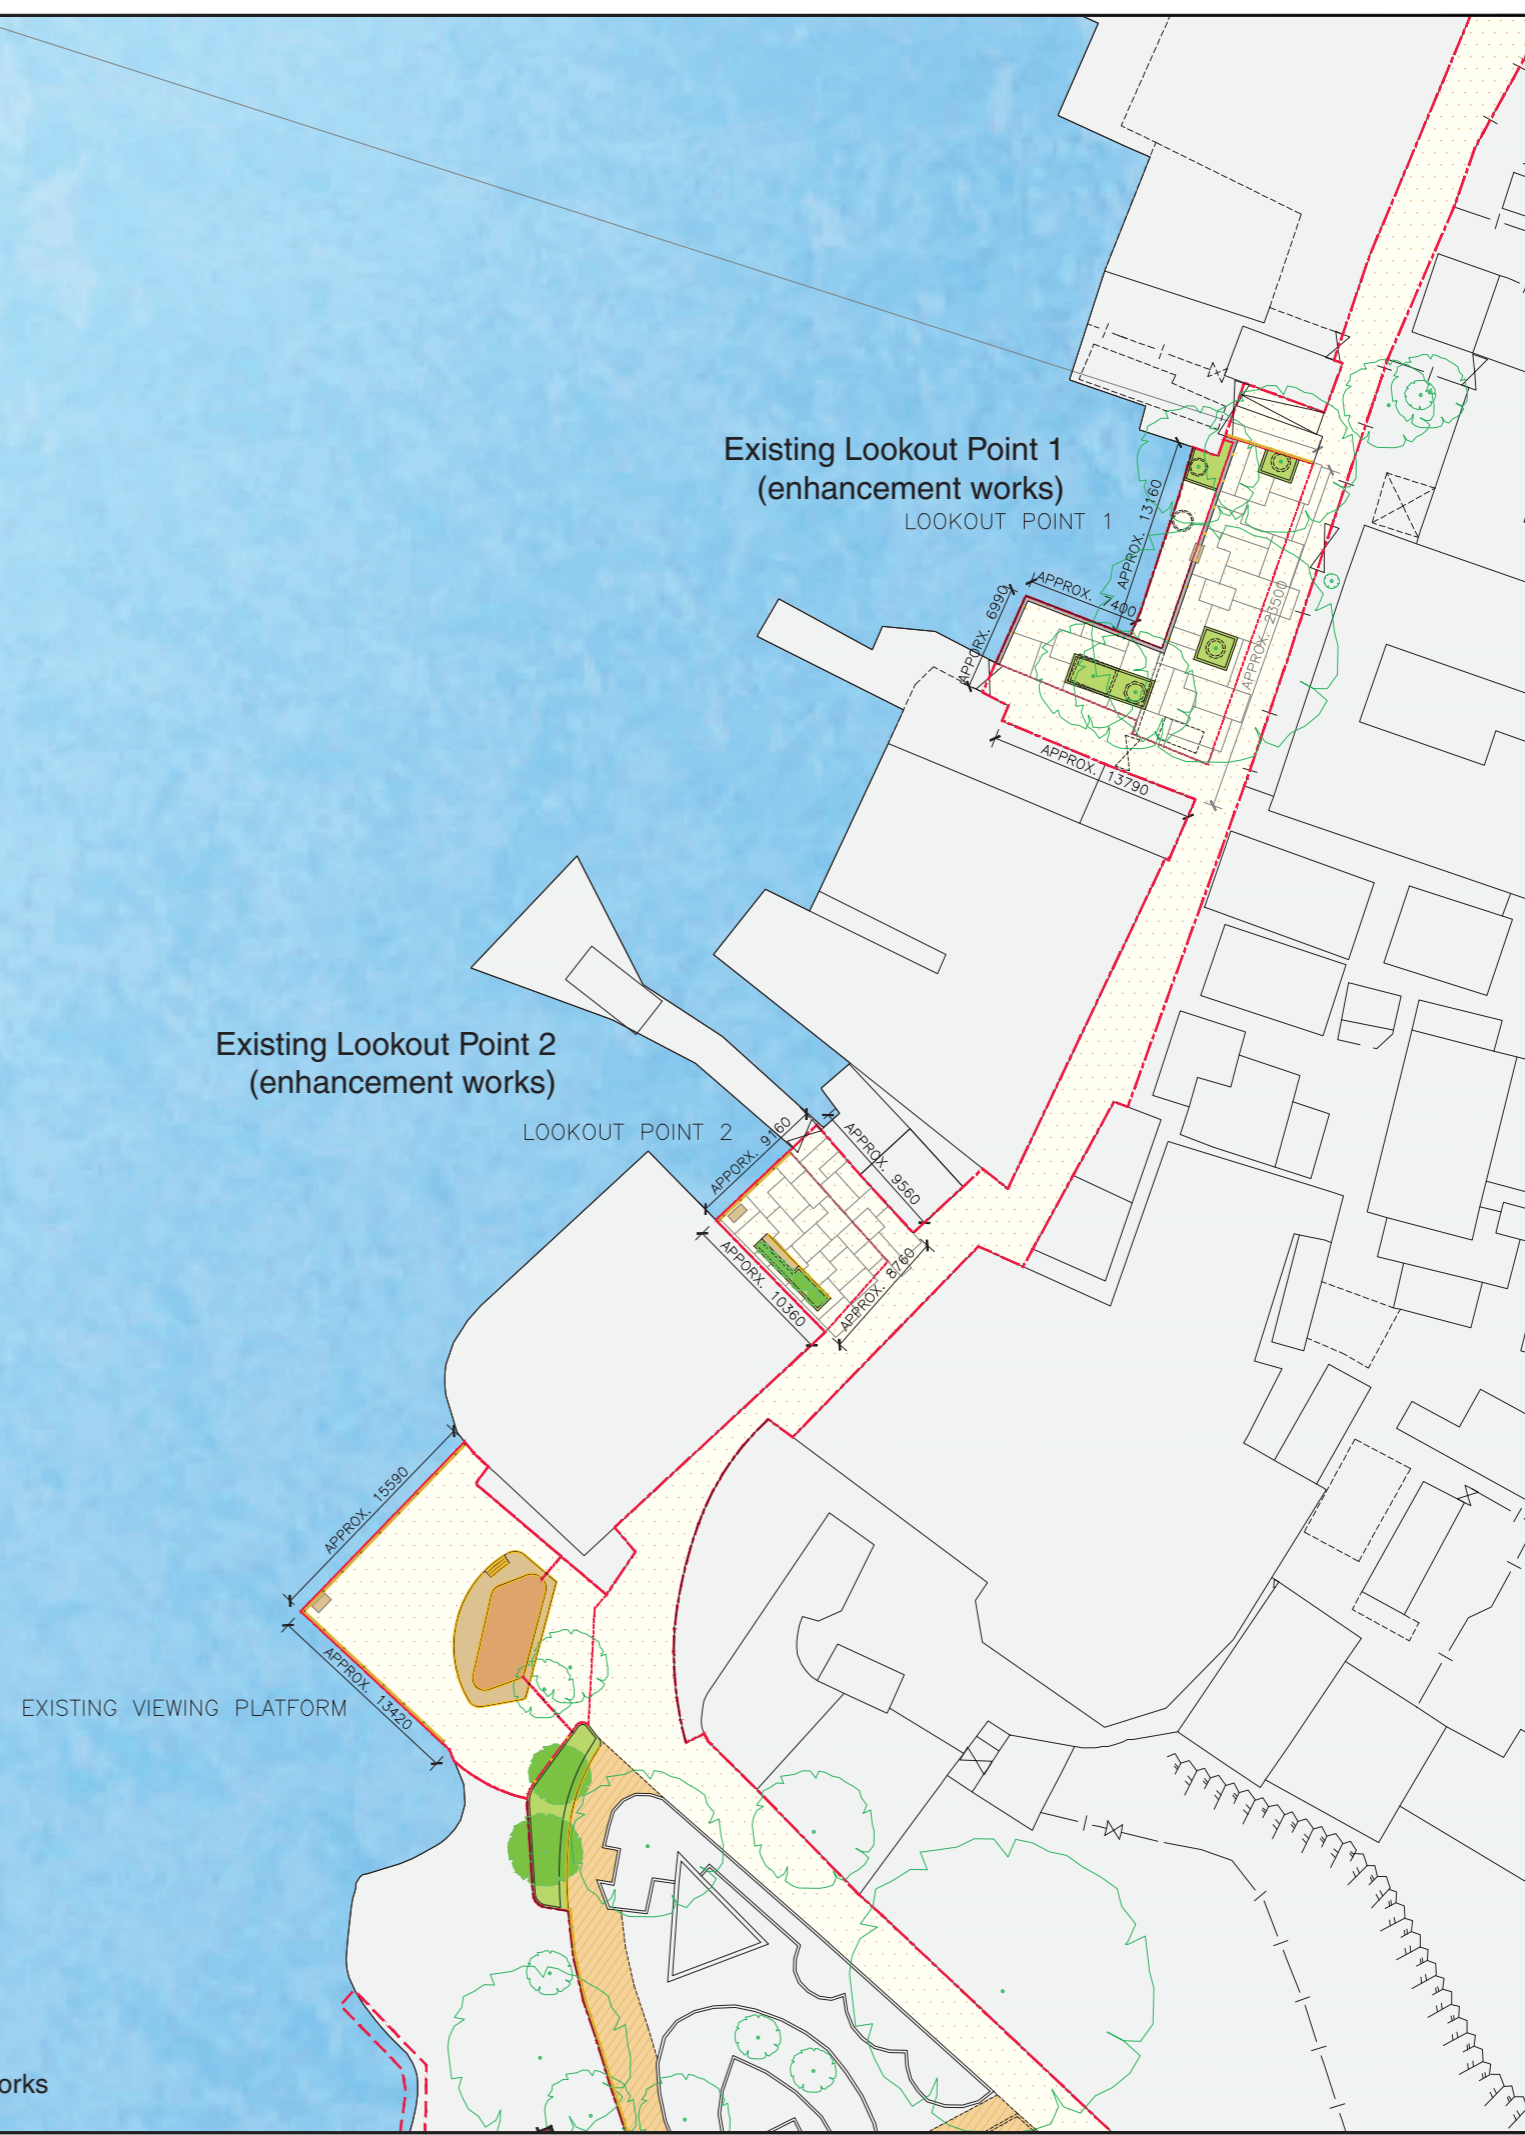 Existing Lookout Point 1
(enhancement works)
LOOKOUT POINT 1
APPROX. 13160
APPROX. 7400
APPORX. 6990
APPROX. 23500
APPROX. 13790
Existing Lookout Point 2
(enhancement works)
LOOKOUT POINT 2
APPORX. 9160
APPROX. 9560
APPORX. 10360
APPROX. 8760
APPROX. 15590
EXISTING VIEWING PLATFORM
APPROX. 13420
orks